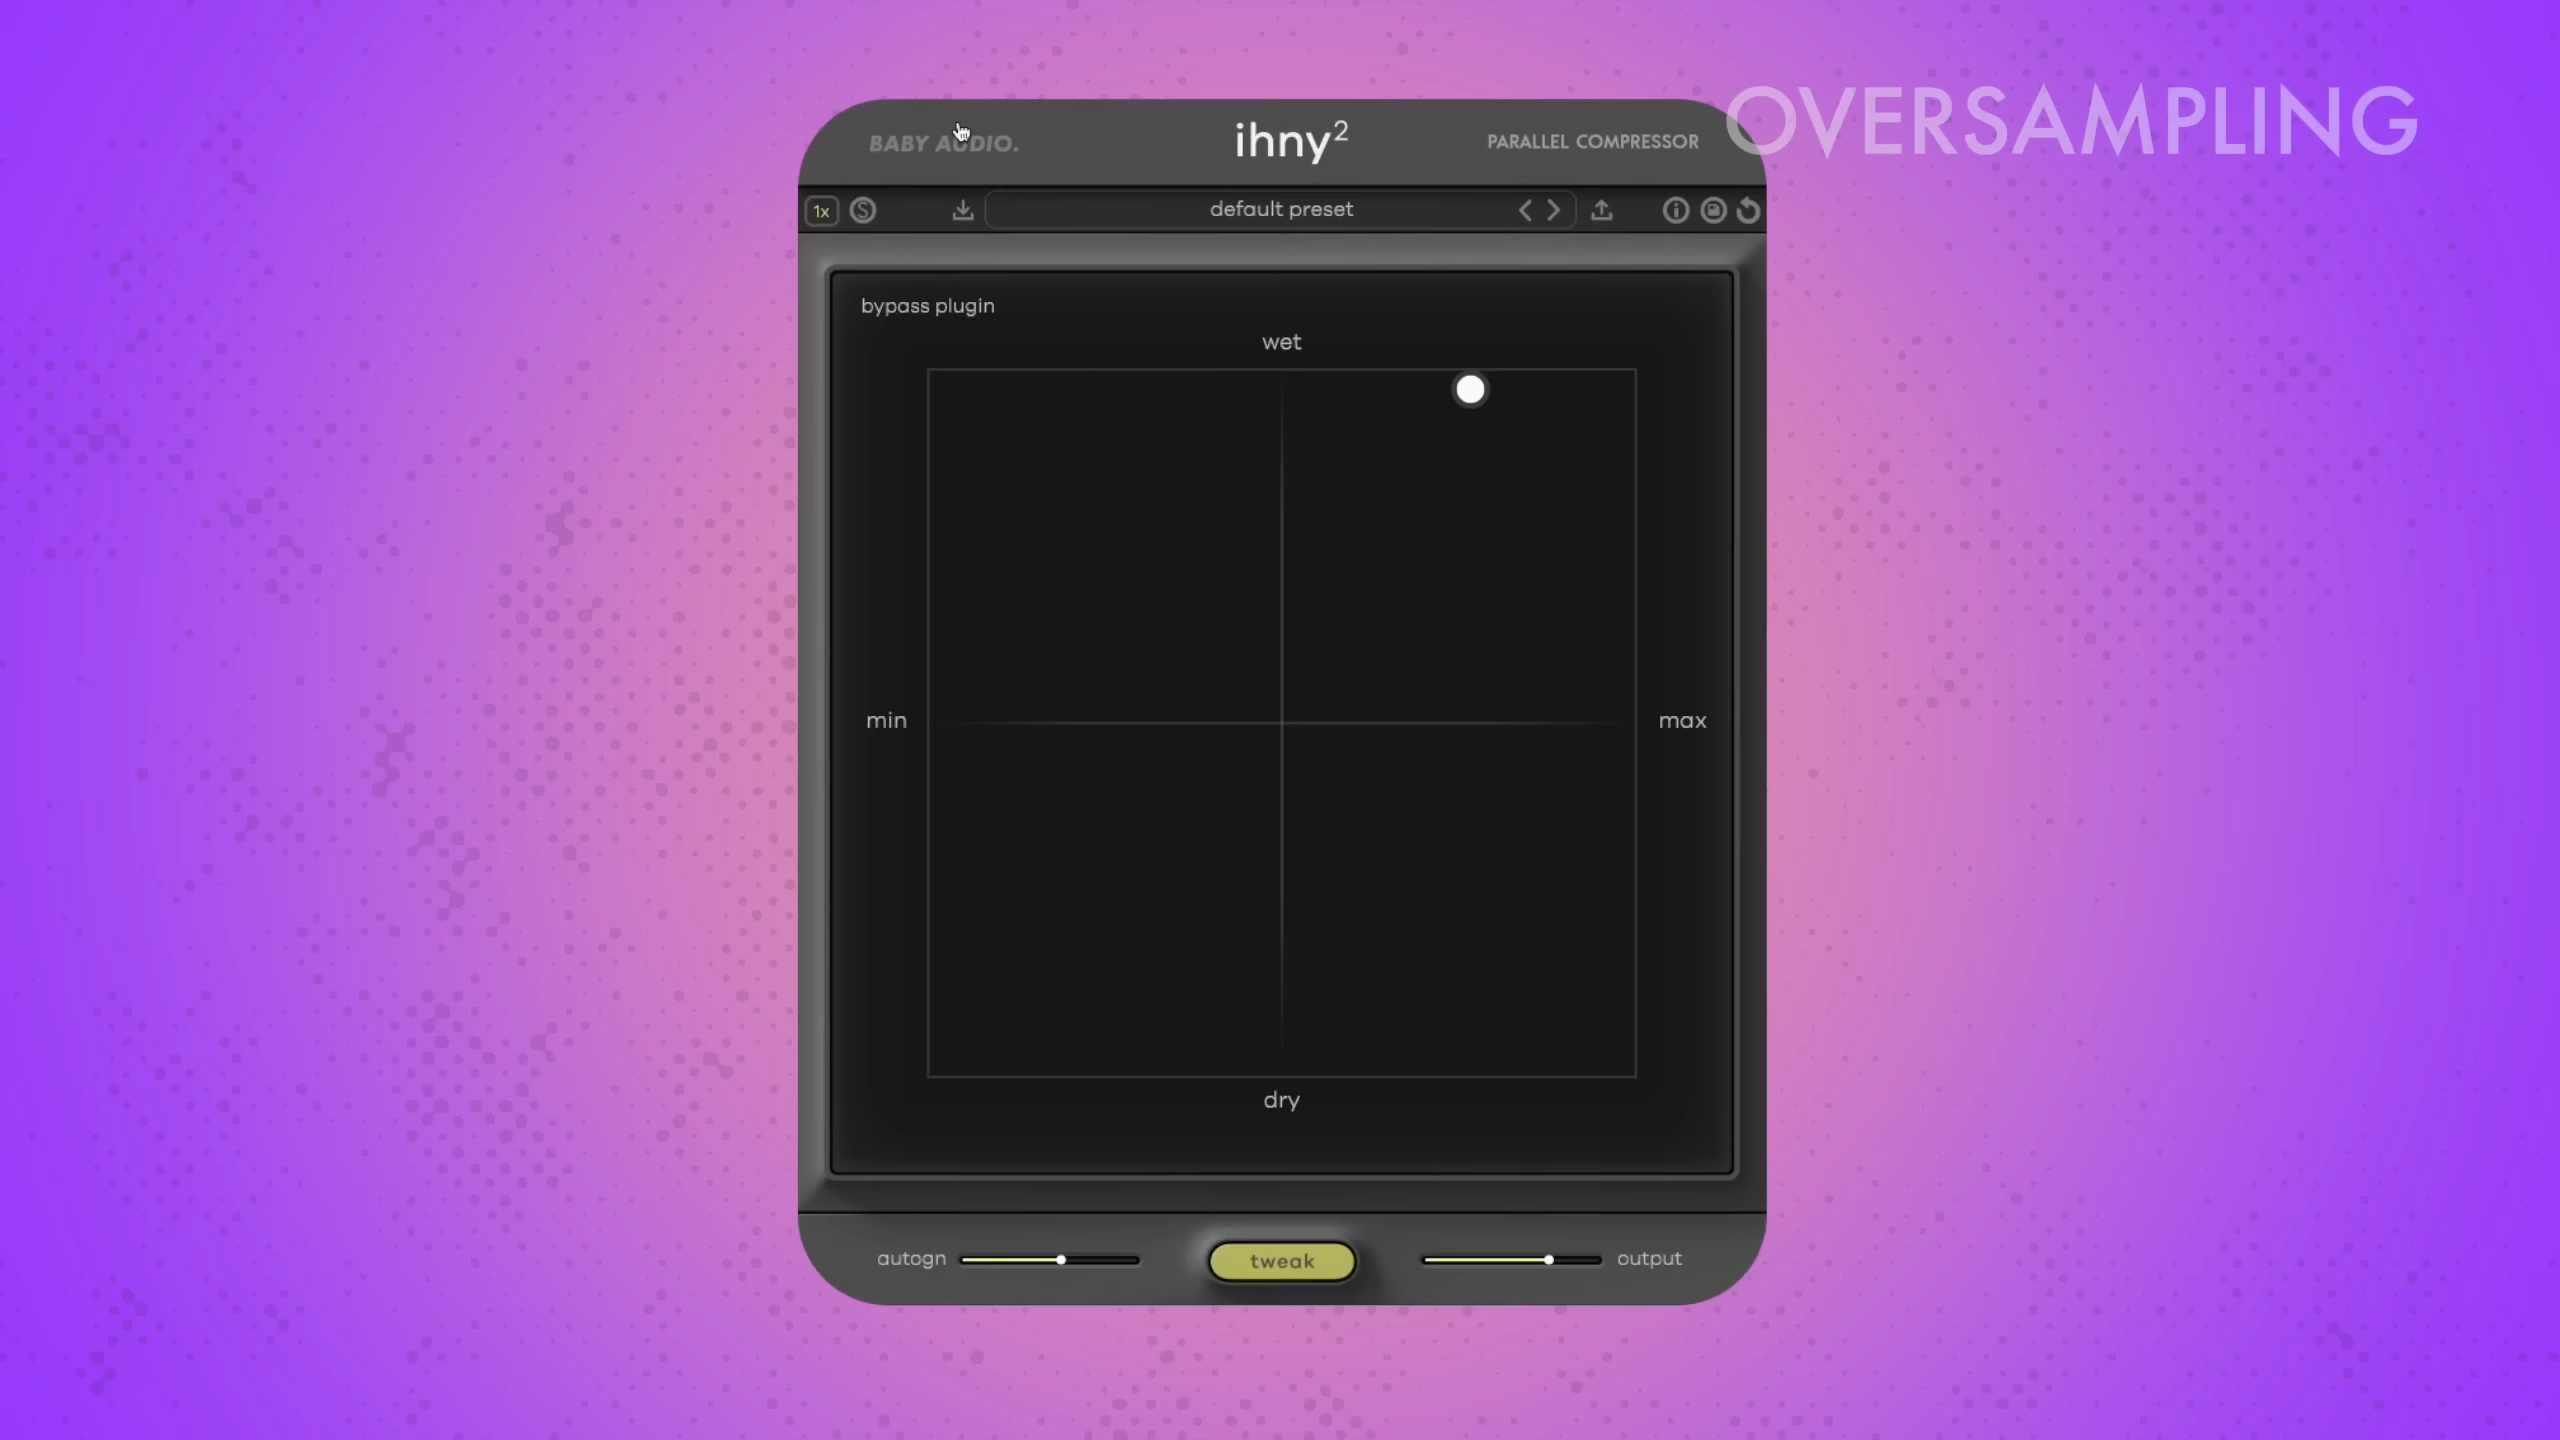 OVERSAMPLING
BABY AUDIO.
ihny²
PARALLEL COMPRESSOR
1x
S
default preset
bypass plugin
wet
min
max
dry
autogn
tweak
output